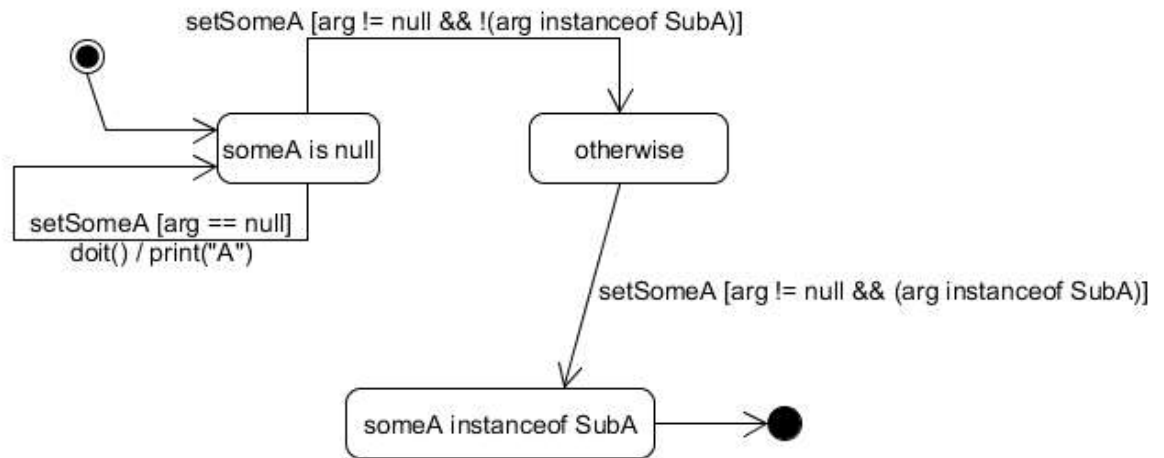 setSomeA [arg != null && !(arg instanceof SubA)]
someA is null
otherwise
setSomeA [arg == null]
doit() / print("A")
setSomeA [arg != null && (arg instanceof SubA)]
someA instanceof SubA